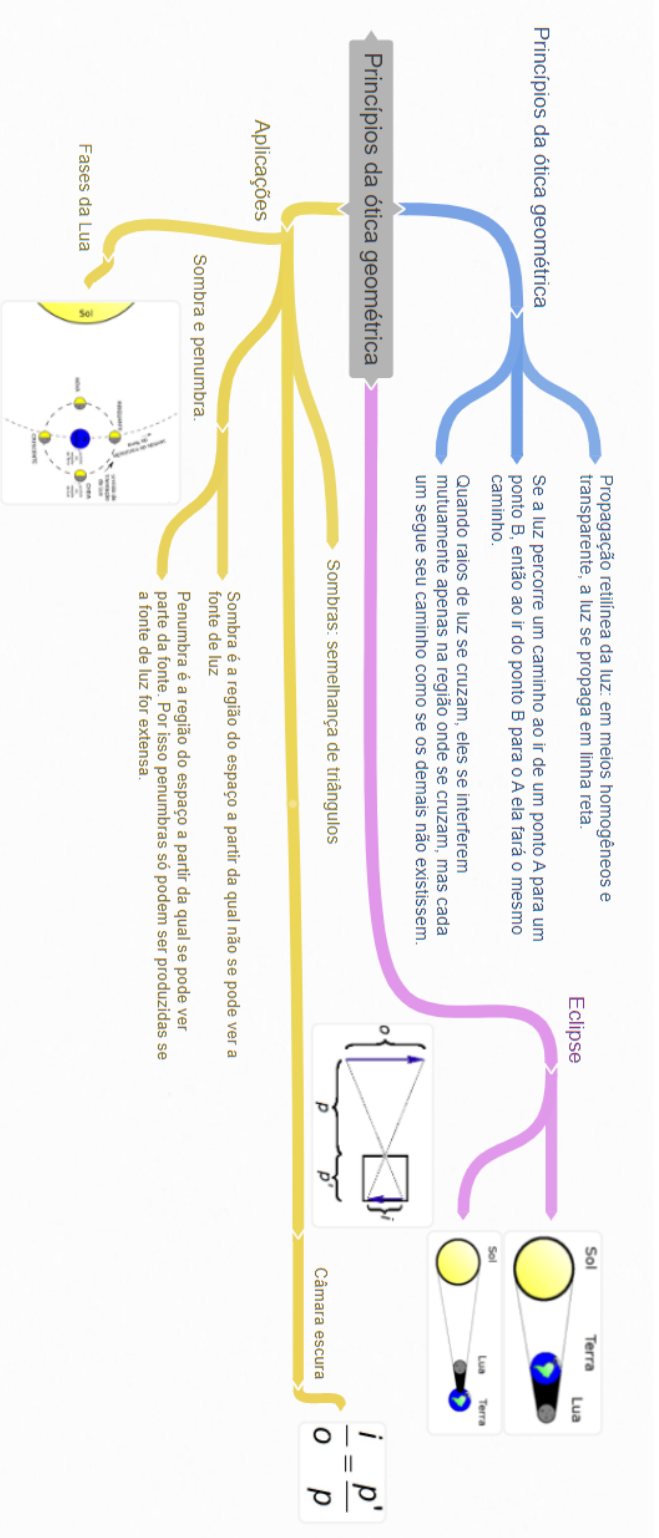 Princípios da ótica geométrica
Princípios da ótica geométrica
Propagação retilínea da luz: em meios homogêneos e
transparente, a luz se propaga em linha reta.
Se a luz percorre um caminho ao ir de um ponto A para um
ponto B, então ao ir do ponto B para o A ela fará o mesmo
caminho.
Quando raios de luz se cruzam, eles se interferem
mutuamente apenas na região onde se cruzam, mas cada
um segue seu caminho como se os demais não existissem.
Eclipse
Sol
Terra
Lua
Sol
Lua
Terra
Aplicações
Sombras: semelhança de triângulos
o
p
p'
i
Câmara escura
i = p'
o p
Sombra e penumbra.
Sombra é a região do espaço a partir da qual não se pode ver a
fonte de luz
Penumbra é a região do espaço a partir da qual se pode ver
parte da fonte. Por isso penumbras só podem ser produzidas se
a fonte de luz for extensa.
Fases da Lua
Sol
NOVA
CHEIA
CRESCENTE